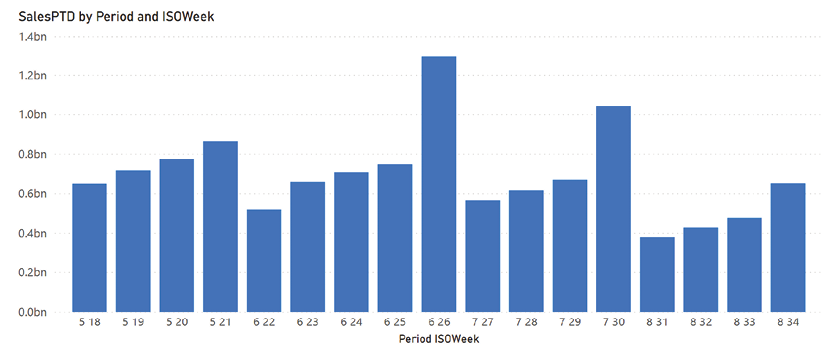 SalesPTD by Period and ISOWeek
1.4bn
1.2bn
1.0bn
0.8bn
0.6bn
0.4bn
0.2bn
0.0bn
5 18 5 19 5 20 5 21 6 22 6 23 6 24 6 25 6 26 7 27 7 28 7 29 7 30 8 31 8 32 8 33 8 34
Period ISOWeek